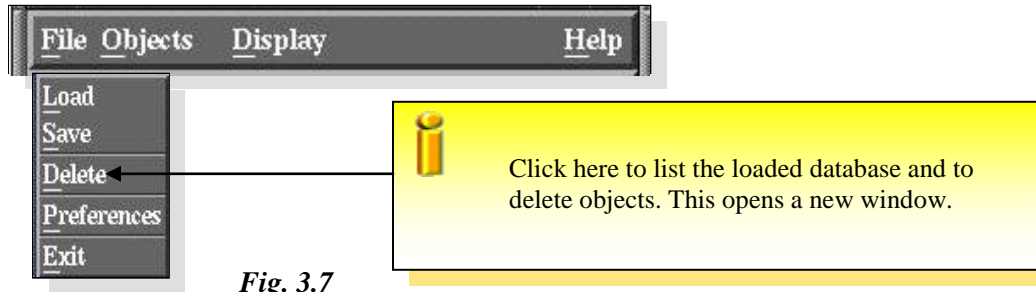 File Objects Display Help
Load
Save
Delete
Preferences
Exit
Click here to list the loaded database and to
delete objects. This opens a new window.
Fig. 3.7